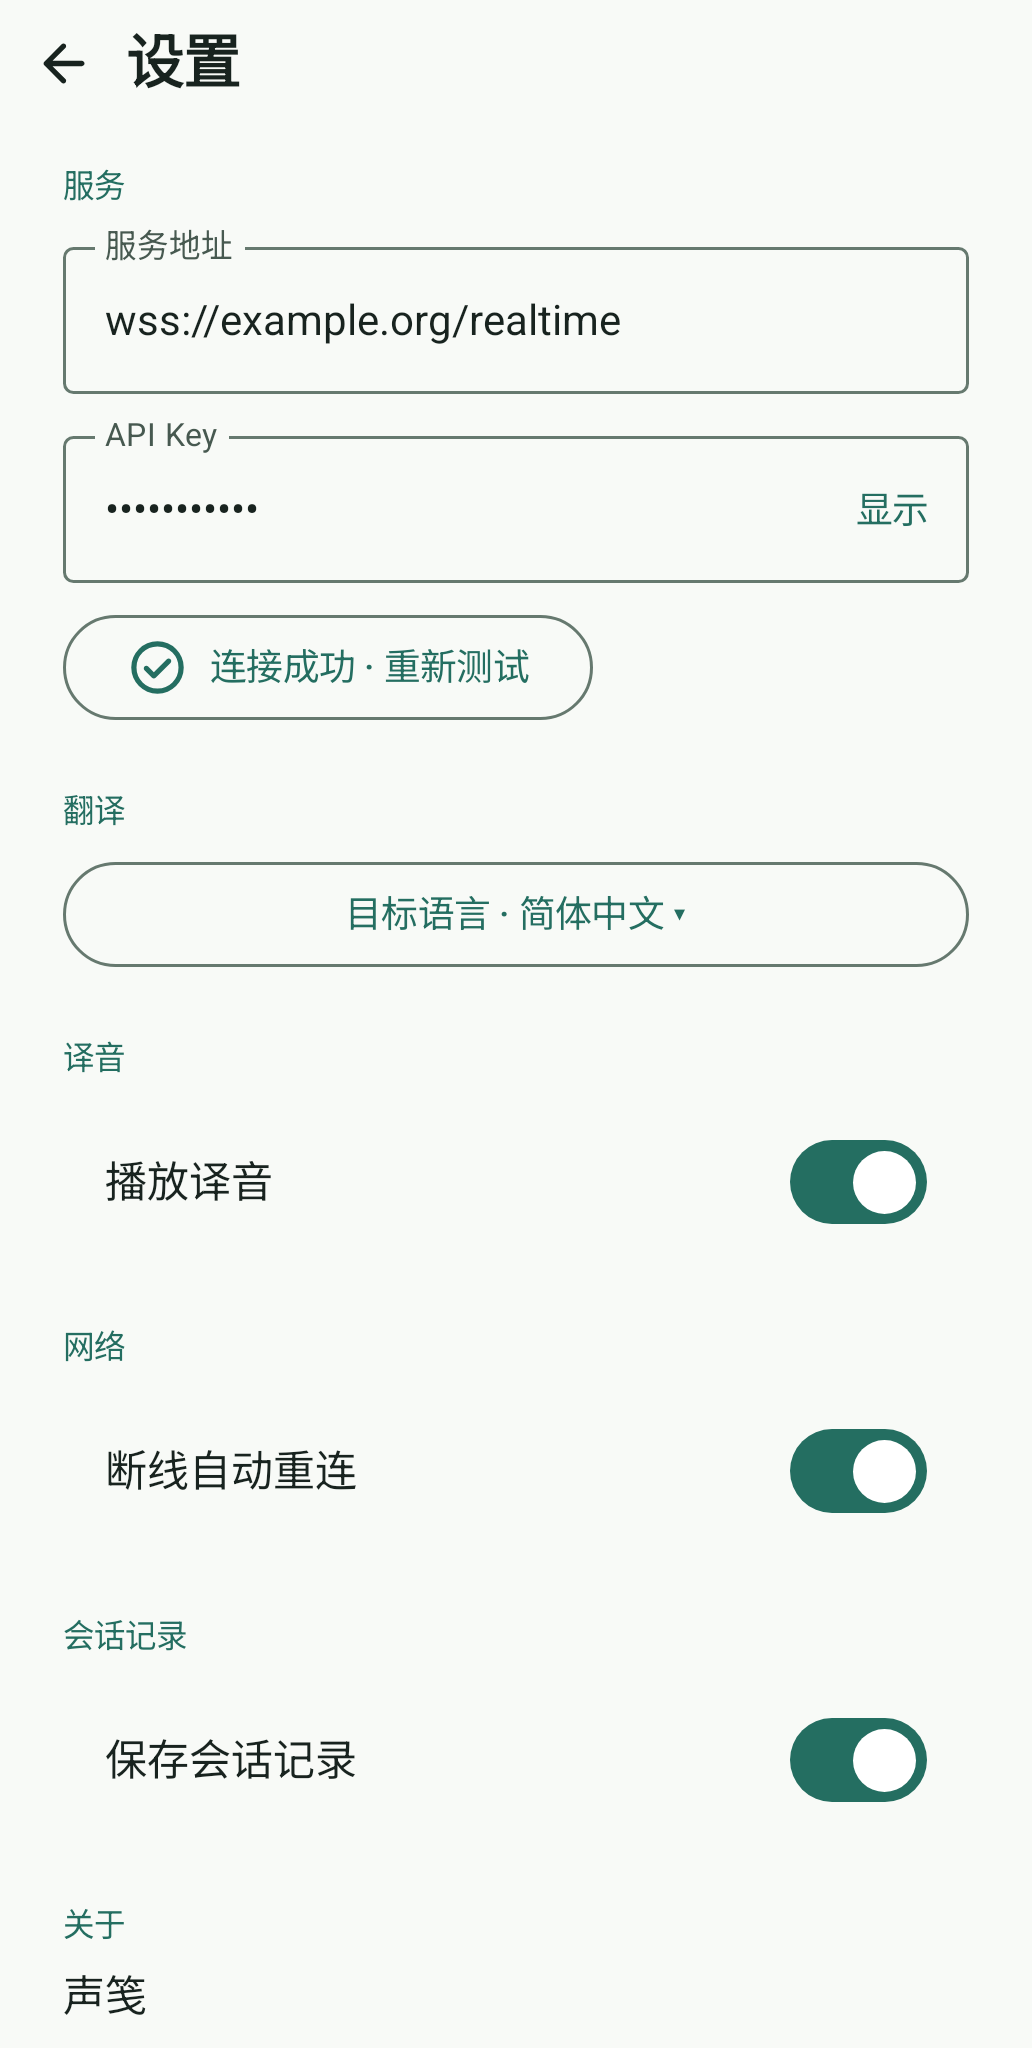 设置
服务
服务地址
wss://example.org/realtime
API Key
•••••••••••
显示
连接成功 · 重新测试
翻译
目标语言 · 简体中文 ▾
译音
播放译音
网络
断线自动重连
会话记录
保存会话记录
关于
声笺